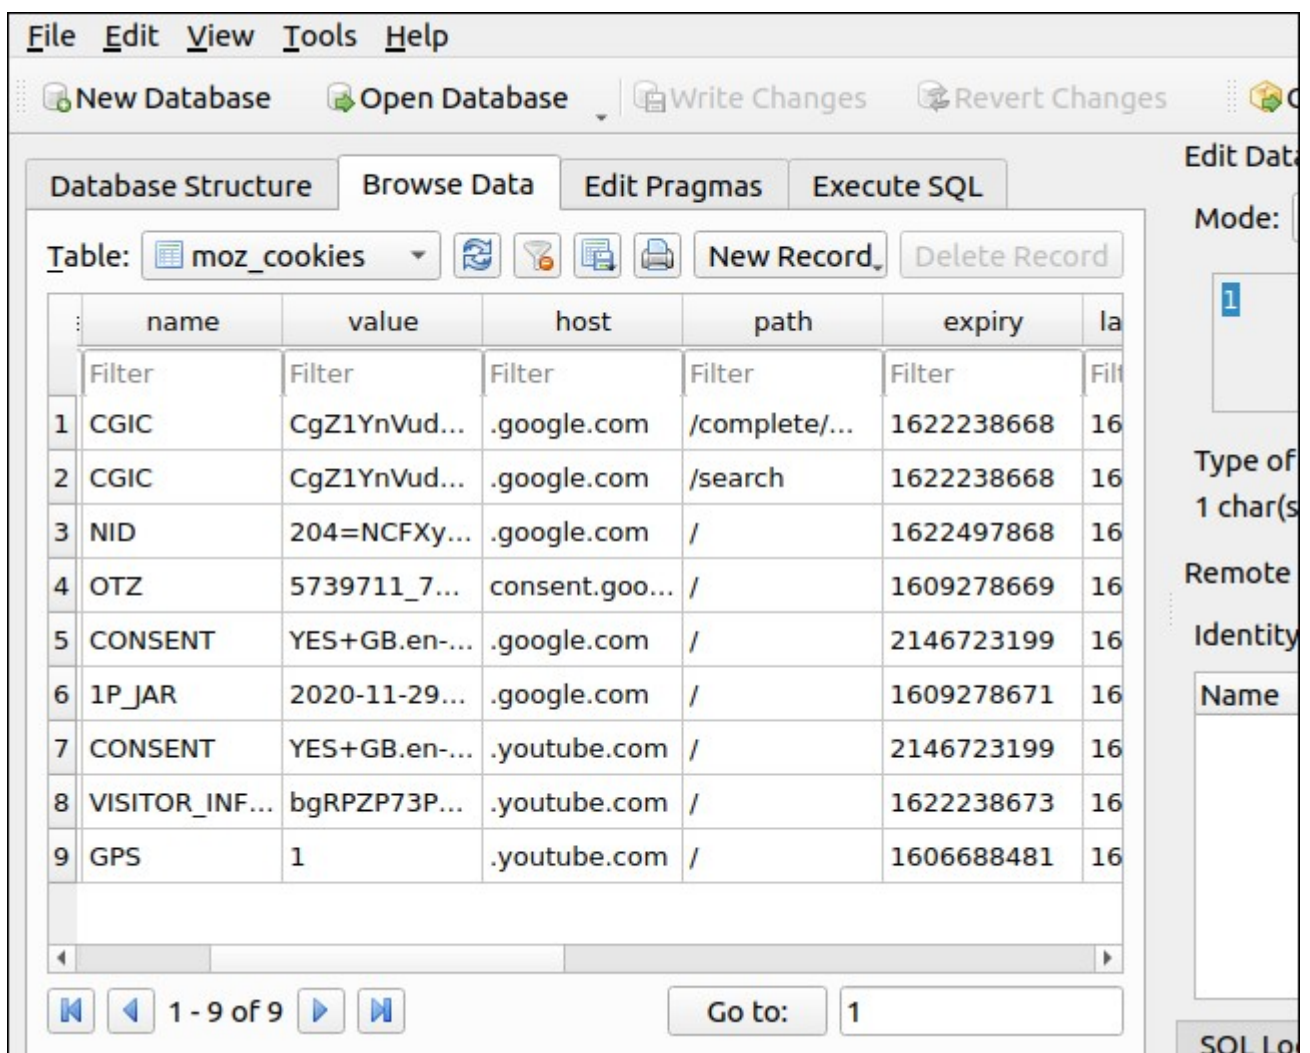 File Edit View Tools Help
New Database Open Database Write Changes Revert Changes
Edit Data
Database Structure Browse Data Edit Pragmas Execute SQL
Mode:
Table: moz_cookies New Record Delete Record
1
name value host path expiry la
Filter Filter Filter Filter Filter Filt
1 CGIC CgZ1YnVud... .google.com /complete/... 1622238668 16
2 CGIC CgZ1YnVud... .google.com /search 1622238668 16
Type of
1 char(s
3 NID 204=NCFXy... .google.com / 1622497868 16
4 OTZ 5739711_7... consent.goo... / 1609278669 16
Remote
5 CONSENT YES+GB.en-... .google.com / 2146723199 16
Identity
6 1P_JAR 2020-11-29... .google.com / 1609278671 16
Name
7 CONSENT YES+GB.en-... .youtube.com / 2146723199 16
8 VISITOR_INF... bgRPZP73P... .youtube.com / 1622238673 16
9 GPS 1 .youtube.com / 1606688481 16
1 - 9 of 9 Go to: 1
SQL Lo